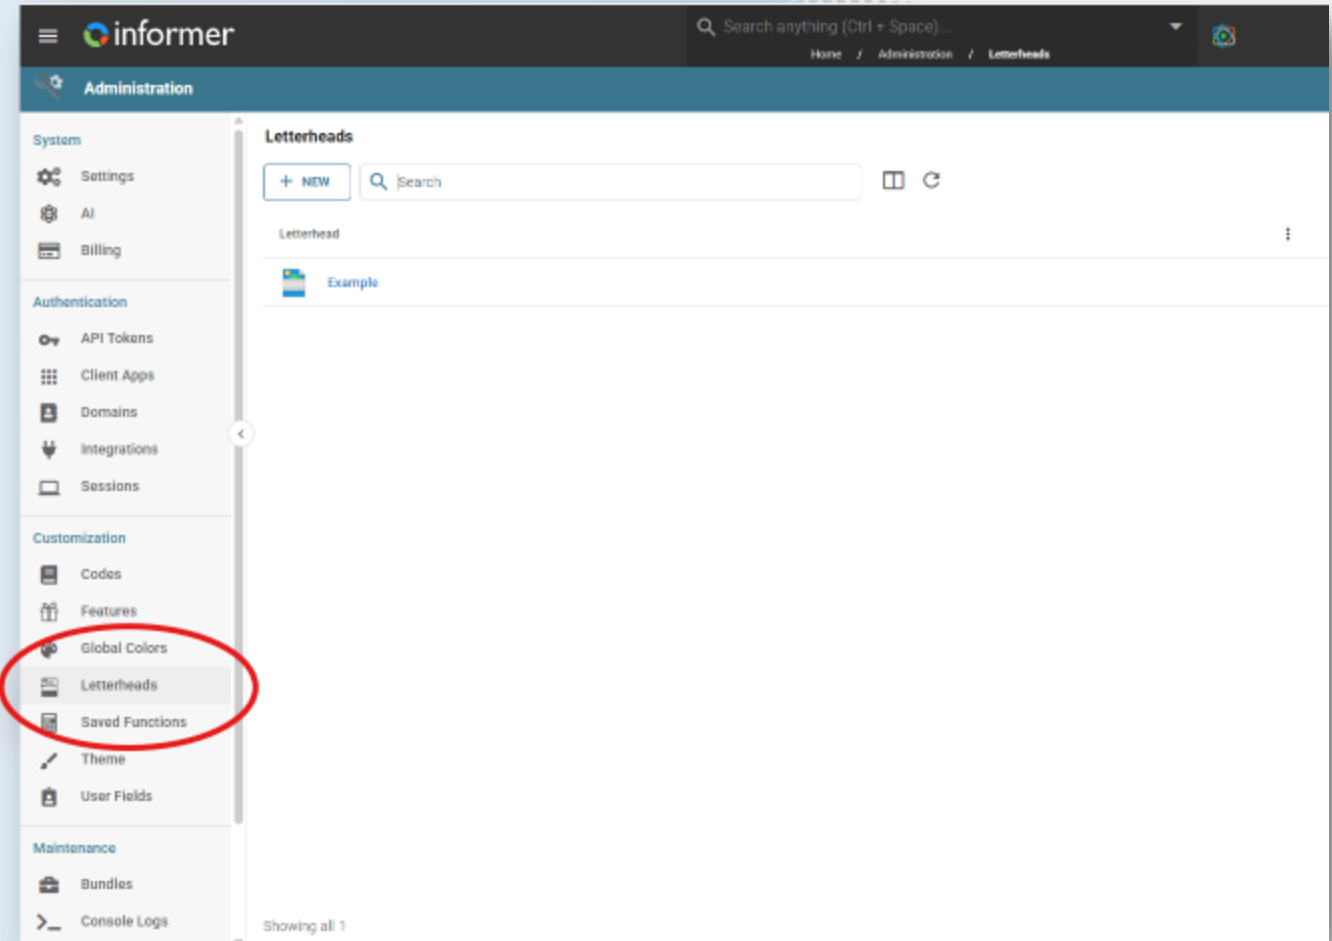 informer
Search anything (Ctrl + Space)...
Home / Administration / Letterheads
Administration
System
Settings
AI
Billing
Authentication
API Tokens
Client Apps
Domains
Integrations
Sessions
Customization
Codes
Features
Global Colors
Letterheads
Saved Functions
Theme
User Fields
Maintenance
Bundles
Console Logs
Letterheads
+ NEW
Search
Letterhead
Example
Showing all 1